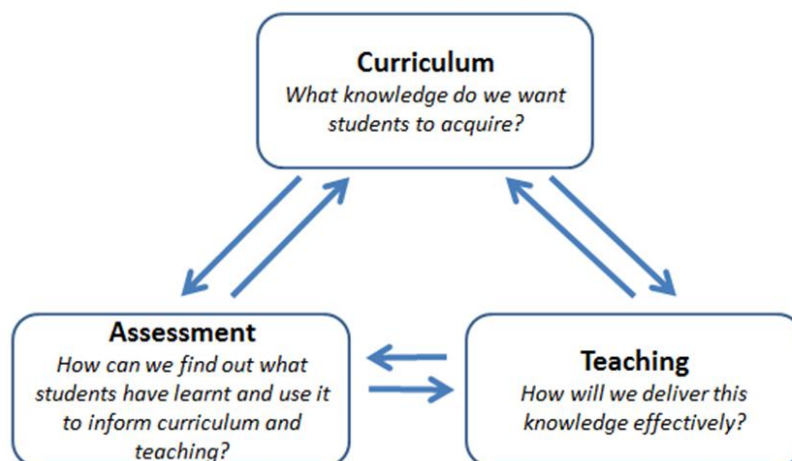 Curriculum
What knowledge do we want
students to acquire?
Assessment
How can we find out what
students have learnt and use it
to inform curriculum and
teaching?
Teaching
How will we deliver this
knowledge effectively?